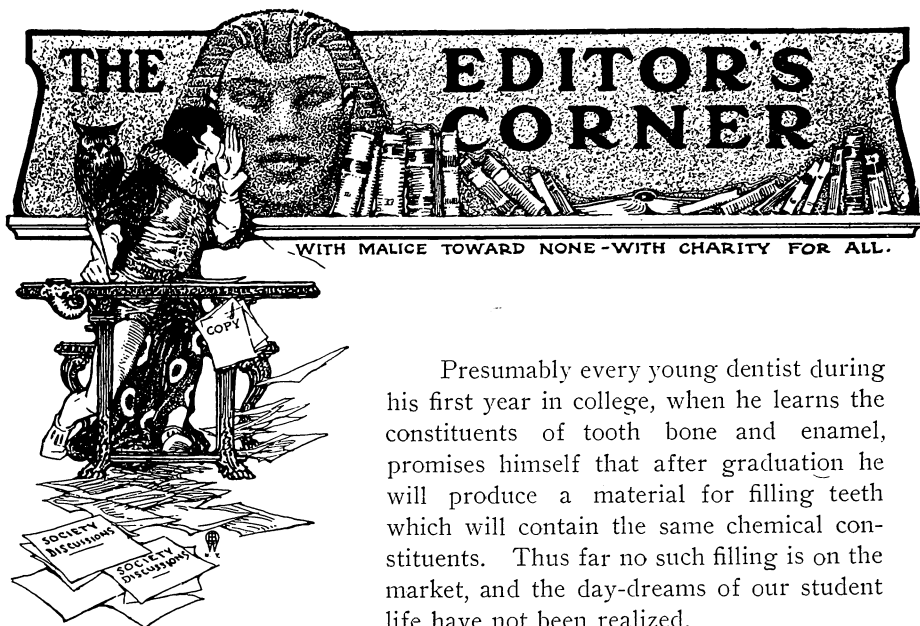 THE EDITOR'S
CORNER
WITH MALICE TOWARD NONE-WITH CHARITY FOR ALL.
COPY
SOCIETY
DISCUSSIONS
SOCIETY
DISCUSSIONS
Presumably every young dentist during
his first year in college, when he learns the
constituents of tooth bone and enamel,
promises himself that after graduation he
will produce a material for filling teeth
which will contain the same chemical con-
stituents. Thus far no such filling is on the
market, and the day-dreams of our student
life have not been realized.